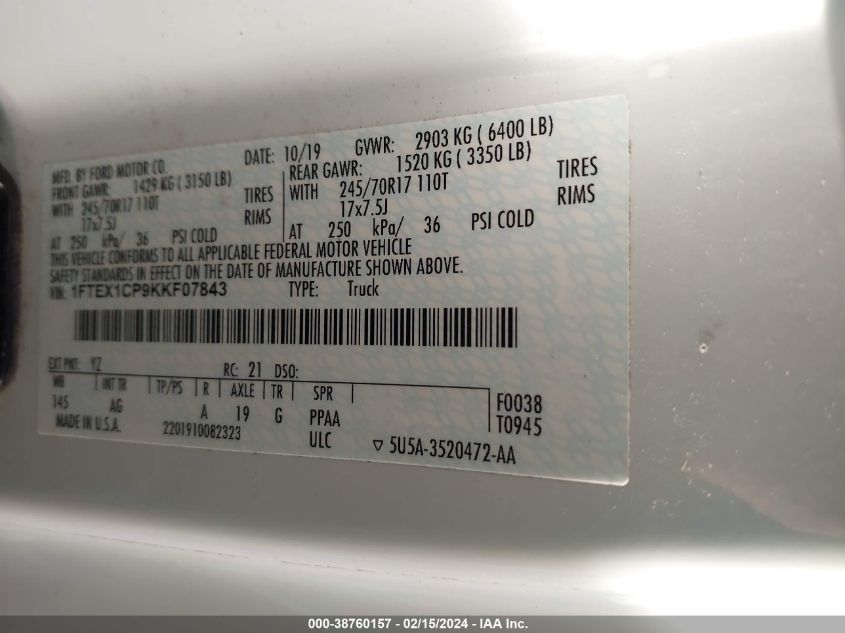 MFD. BY FORD MOTOR CO. DATE: 10/19 GVWR: 2903 KG ( 6400 LB)
FRONT GAWR: 1429 KG ( 3150 LB) REAR GAWR: 1520 KG ( 3350 LB)
WITH 245/70R17 110T TIRES WITH 245/70R17 110T TIRES
17x7.5J RIMS 17x7.5J RIMS
AT 250 kPa/ 36 PSI COLD AT 250 kPa/ 36 PSI COLD
THIS VEHICLE CONFORMS TO ALL APPLICABLE FEDERAL MOTOR VEHICLE
SAFETY STANDARDS IN EFFECT ON THE DATE OF MANUFACTURE SHOWN ABOVE.
VIN: 1FTEX1CP9KKF07843 TYPE: Truck
EXT PNT: YZ RC: 21 DSO:
WB INT TR TP/PS R AXLE TR SPR
145 AG A 19 G PPAA F0038
MADE IN U.S.A. 2201910082323 ULC T0945
▽ 5U5A-3520472-AA
000-38760157 - 02/15/2024 - IAA Inc.